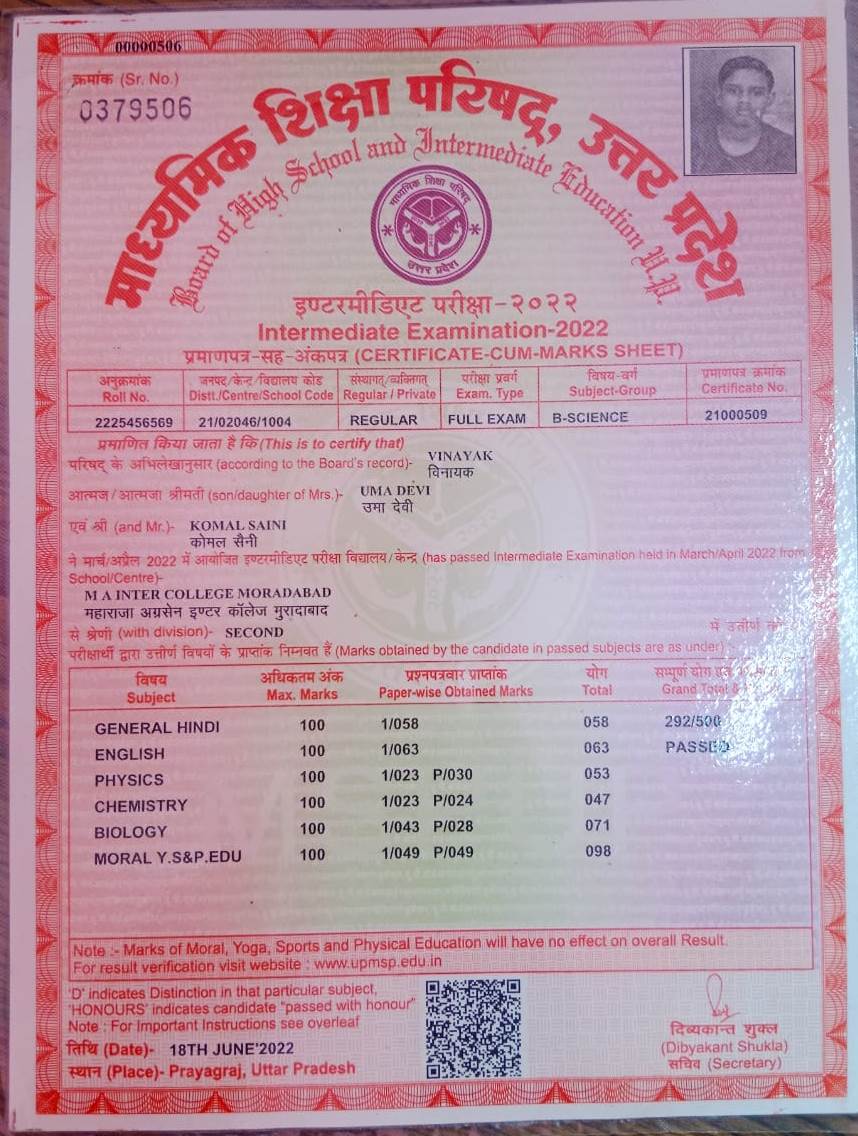 00000506
क्रमांक (Sr. No.)
0379506
माध्यमिक शिक्षा परिषद्, उत्तर प्रदेश
Board of High School and Intermediate Education U.P.
माध्यमिक शिक्षा परिषद्
उत्तर प्रदेश
इण्टरमीडिएट परीक्षा-२०२२
Intermediate Examination-2022
प्रमाणपत्र-सह-अंकपत्र (CERTIFICATE-CUM-MARKS SHEET)
अनुक्रमांक जनपद/केन्द्र/विद्यालय कोड संस्थागत/व्यक्तिगत परीक्षा प्रवर्ग विषय-वर्ग प्रमाणपत्र क्रमांक
Roll No. Distt./Centre/School Code Regular / Private Exam. Type Subject-Group Certificate No.
2225456569 21/02046/1004 REGULAR FULL EXAM B-SCIENCE 21000509
प्रमाणित किया जाता है कि (This is to certify that)
परिषद् के अभिलेखानुसार (according to the Board's record)- VINAYAK
विनायक
आत्मज/आत्मजा श्रीमती (son/daughter of Mrs.)- UMA DEVI
उमा देवी
एवं श्री (and Mr.)- KOMAL SAINI
कोमल सैनी
ने मार्च/अप्रैल 2022 में आयोजित इण्टरमीडिएट परीक्षा विद्यालय/केन्द्र (has passed Intermediate Examination held in March/April 2022 from
School/Centre)-
M A INTER COLLEGE MORADABAD
महाराजा अग्रसेन इण्टर कॉलेज मुरादाबाद
से श्रेणी (with division)- SECOND में उत्तीर्ण
परीक्षार्थी द्वारा उत्तीर्ण विषयों के प्राप्तांक निम्नवत हैं (Marks obtained by the candidate in passed subjects are as under) :-
विषय अधिकतम अंक प्रश्नपत्रवार प्राप्तांक योग सम्पूर्ण योग
Subject Max. Marks Paper-wise Obtained Marks Total Grand Total &
GENERAL HINDI 100 1/058 058 292/500
ENGLISH 100 1/063 063 PASSED
PHYSICS 100 1/023 P/030 053
CHEMISTRY 100 1/023 P/024 047
BIOLOGY 100 1/043 P/028 071
MORAL Y.S&P.EDU 100 1/049 P/049 098
Note :- Marks of Moral, Yoga, Sports and Physical Education will have no effect on overall Result.
For result verification visit website : www.upmsp.edu.in
'D' indicates Distinction in that particular subject,
'HONOURS' indicates candidate "passed with honour"
Note : For Important Instructions see overleaf
तिथि (Date)- 18TH JUNE'2022
स्थान (Place)- Prayagraj, Uttar Pradesh
दिव्यकान्त शुक्ल
(Dibyakant Shukla)
सचिव (Secretary)